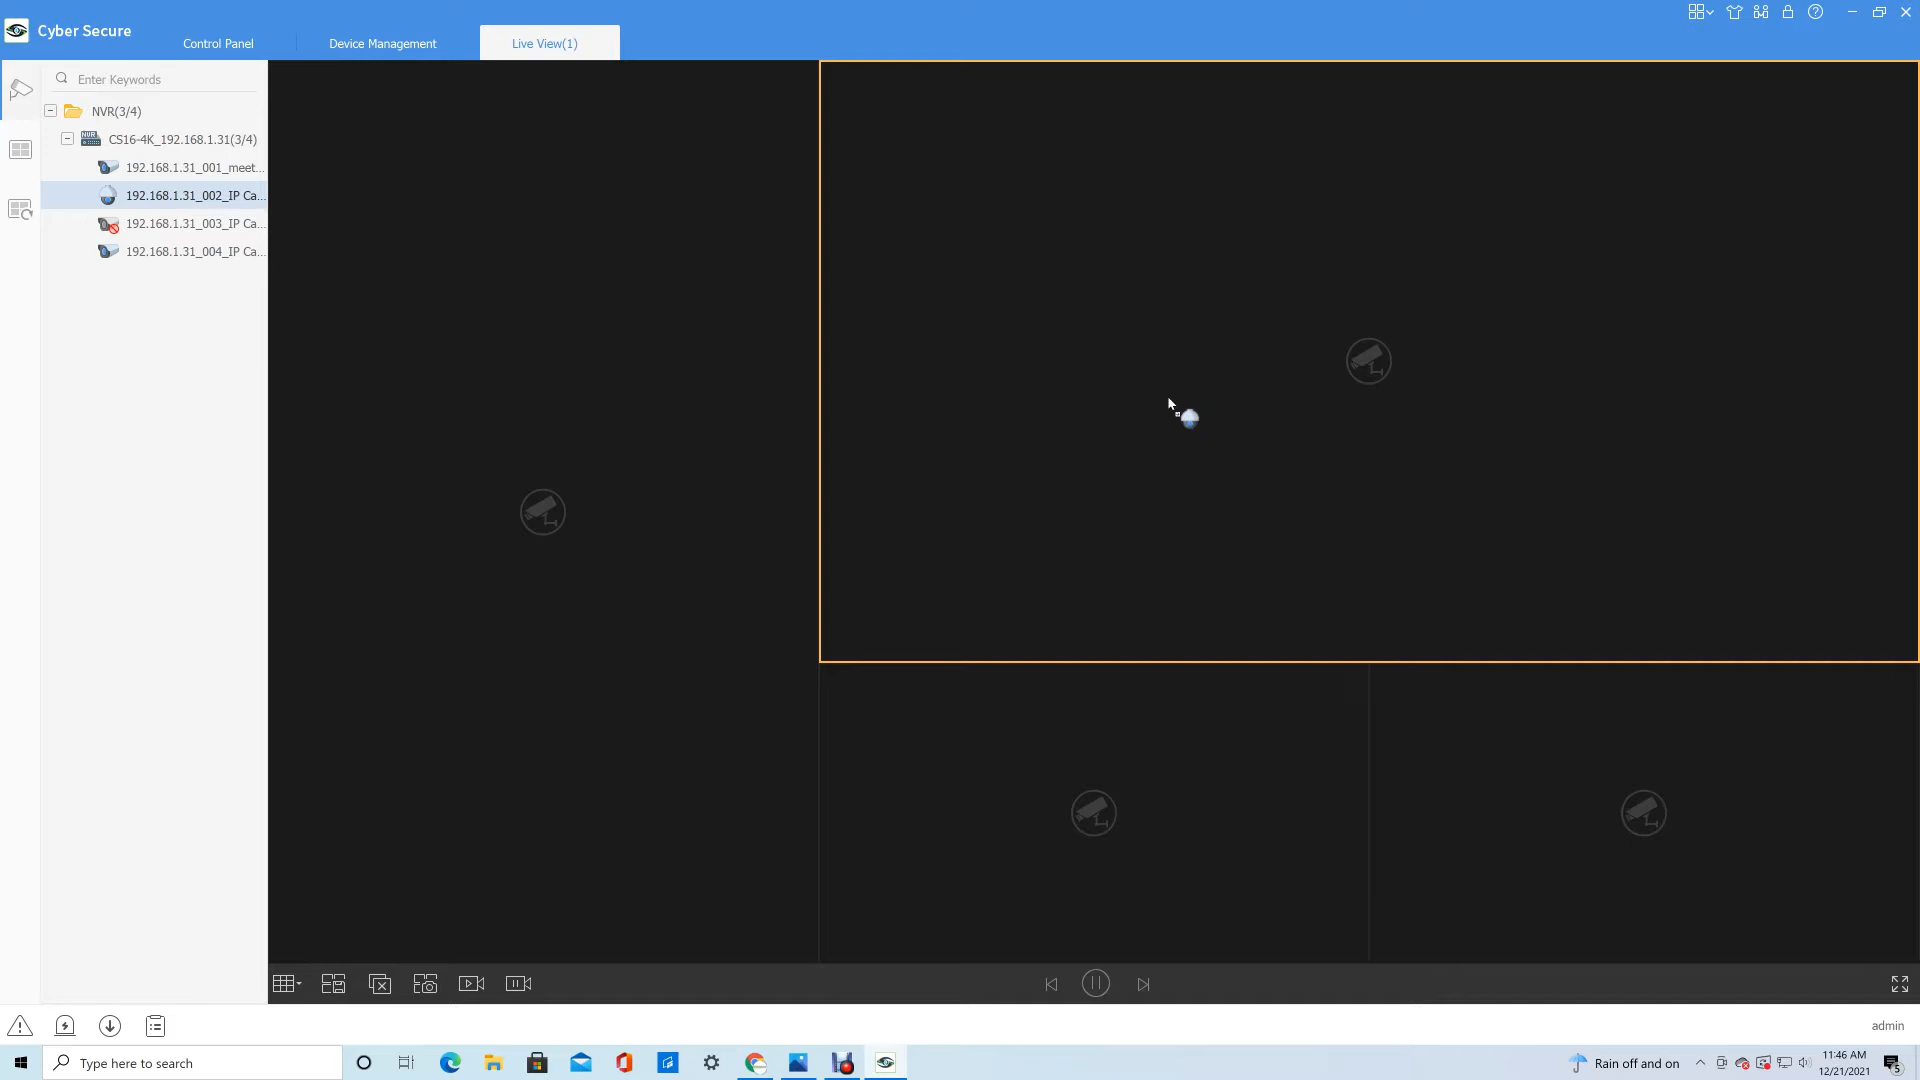 Cyber Secure
Control Panel
Device Management
Live View(1)
Enter Keywords
NVR(3/4)
NVR
CS16-4K_192.168.1.31(3/4)
192.168.1.31_001_meet...
192.168.1.31_002_IP Ca...
192.168.1.31_003_IP Ca...
192.168.1.31_004_IP Ca...
admin
Type here to search
Rain off and on
11:46 AM
12/21/2021
5